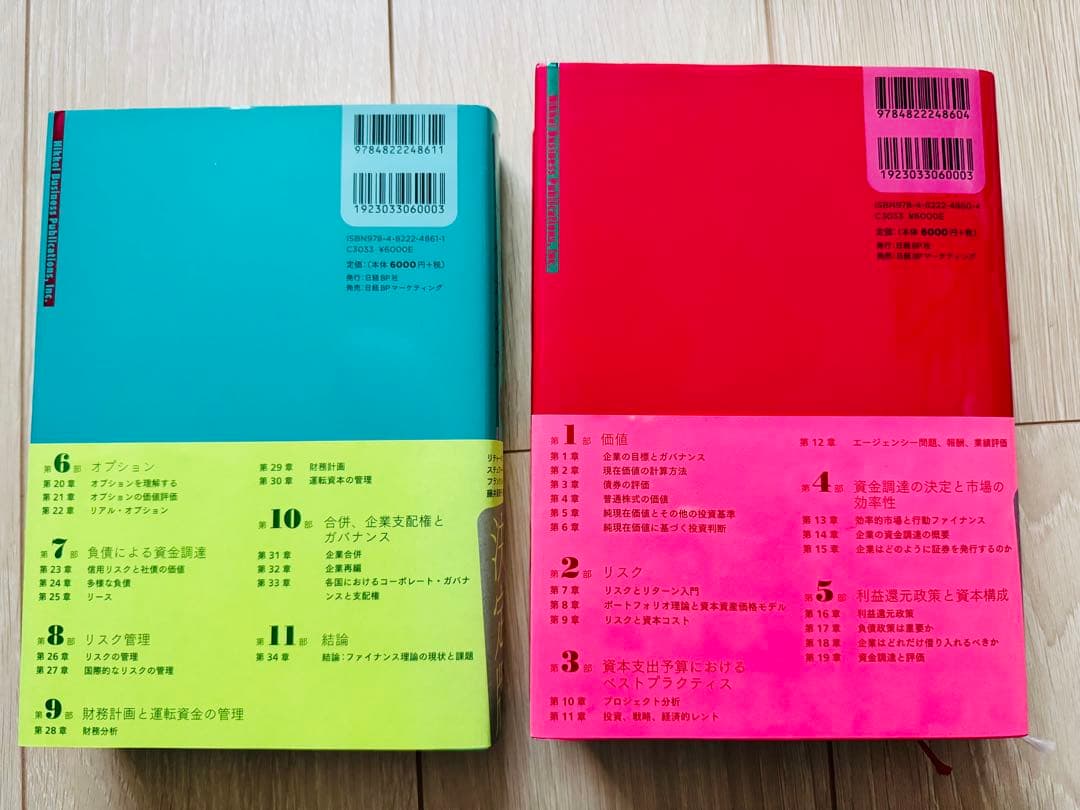 Nikkei Business Publications, Inc.
9784822248611
1923033060003
ISBN978-4-8222-4861-1
C3033 ¥6000E
定価:(本体6000円+税)
発行:日経BP社
発売:日経BPマーケティング
第6部 オプション
第20章 オプションを理解する
第21章 オプションの価値評価
第22章 リアル・オプション
第7部 負債による資金調達
第23章 信用リスクと社債の価値
第24章 多様な負債
第25章 リース
第8部 リスク管理
第26章 リスクの管理
第27章 国際的なリスクの管理
第9部 財務計画と運転資金の管理
第28章 財務分析
第29章 財務計画
第30章 運転資本の管理
第10部 合併、企業支配権と
ガバナンス
第31章 企業合併
第32章 企業再編
第33章 各国におけるコーポレート・ガバナ
ンスと支配権
第11部 結論
第34章 結論:ファイナンス理論の現状と課題
Nikkei Business Publications, Inc.
9784822248604
1923033060003
ISBN978-4-8222-4860-4
C3033 ¥6000E
定価:(本体6000円+税)
発行:日経BP社
発売:日経BPマーケティング
第1部 価値
第1章 企業の目標とガバナンス
第2章 現在価値の計算方法
第3章 債券の評価
第4章 普通株式の価値
第5章 純現在価値とその他の投資基準
第6章 純現在価値に基づく投資判断
第2部 リスク
第7章 リスクとリターン入門
第8章 ポートフォリオ理論と資本資産価格モデル
第9章 リスクと資本コスト
第3部 資本支出予算における
ベストプラクティス
第10章 プロジェクト分析
第11章 投資、戦略、経済的レント
第12章 エージェンシー問題、報酬、業績評価
第4部 資金調達の決定と市場の
効率性
第13章 効率的市場と行動ファイナンス
第14章 企業の資金調達の概要
第15章 企業はどのように証券を発行するのか
第5部 利益還元政策と資本構成
第16章 利益還元政策
第17章 負債政策は重要か
第18章 企業はどれだけ借り入れるべきか
第19章 資金調達と評価